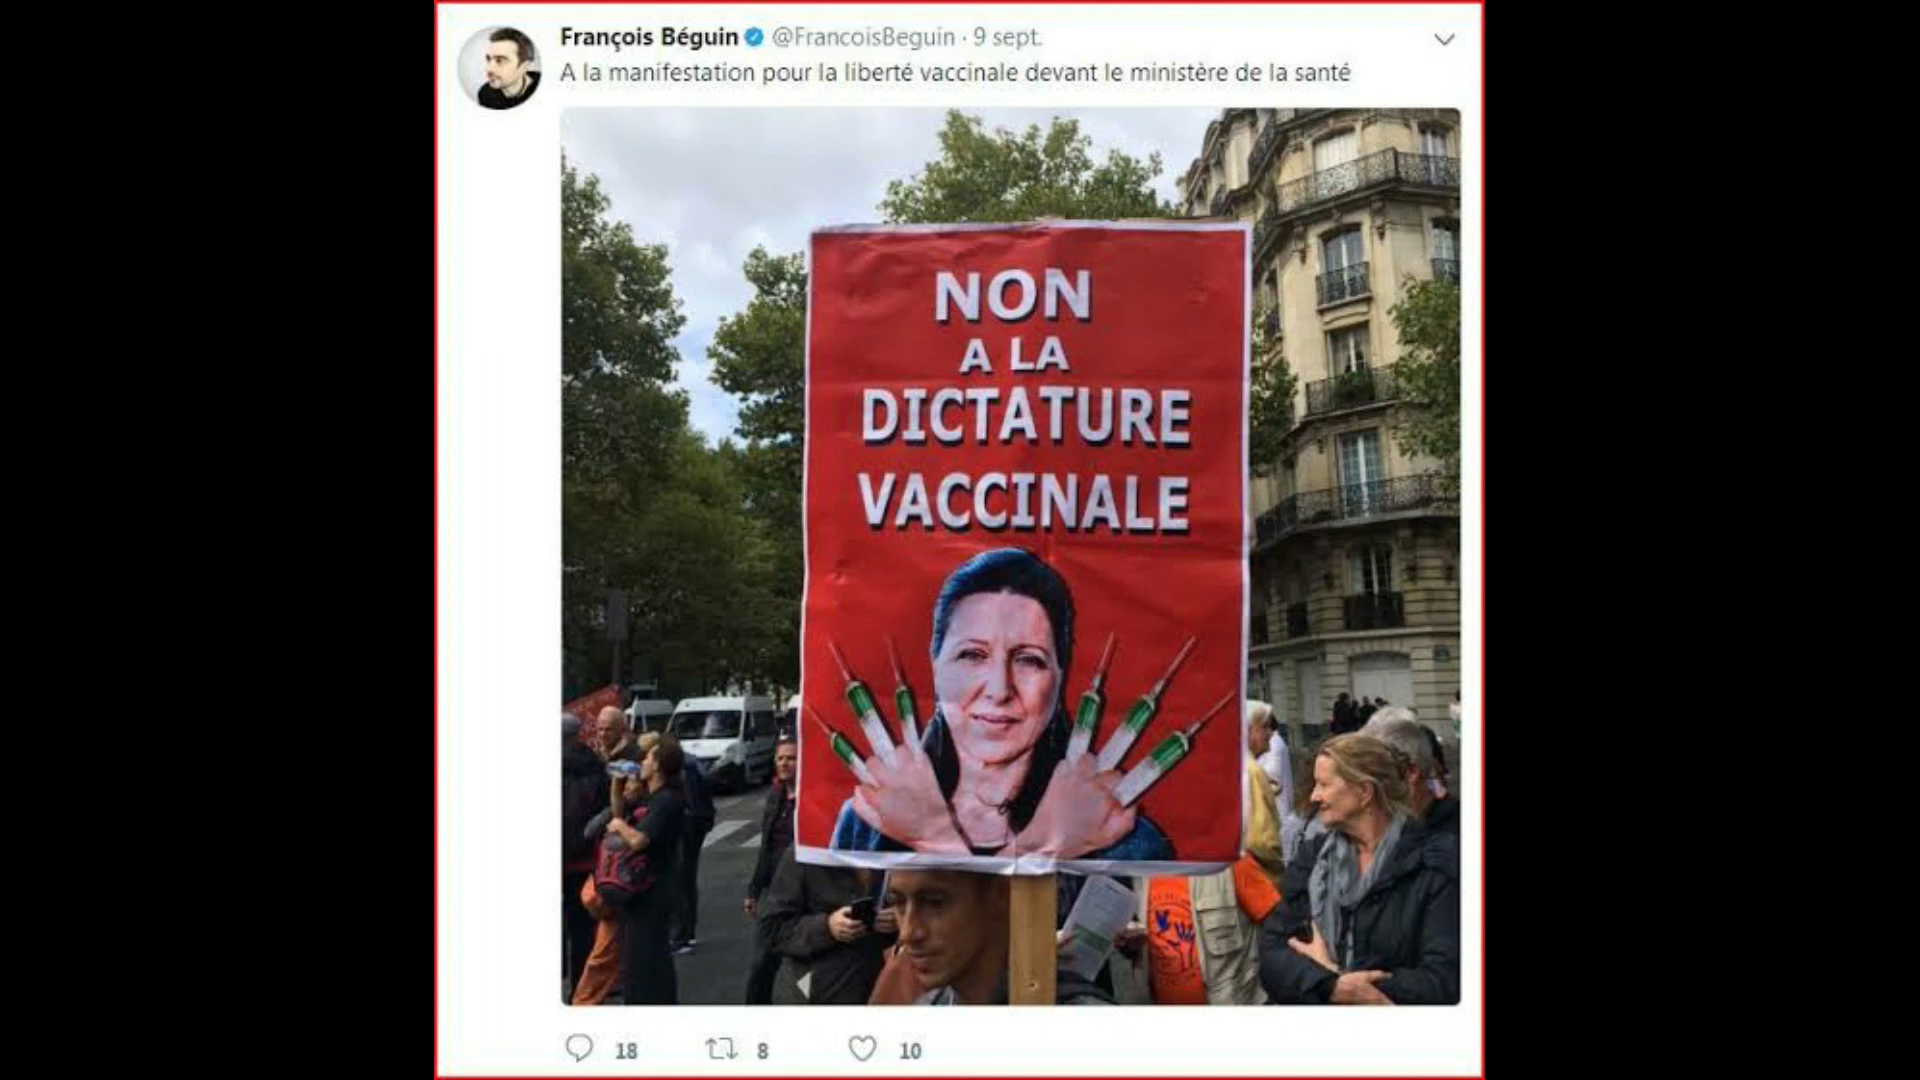 François Béguin @FrancoisBeguin · 9 sept.
A la manifestation pour la liberté vaccinale devant le ministère de la santé
NON
A LA
DICTATURE
VACCINALE
18 8 10